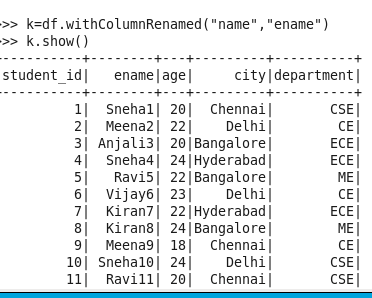 >>> k=df.withColumnRenamed("name","ename")
>>> k.show()
----------+-------+---+---------+----------+
student_id|  ename|age|     city|department|
----------+-------+---+---------+----------+
         1| Sneha1| 20|  Chennai|       CSE|
         2| Meena2| 22|    Delhi|        CE|
         3|Anjali3| 20|Bangalore|       ECE|
         4| Sneha4| 24|Hyderabad|       ECE|
         5|  Ravi5| 22|Bangalore|        ME|
         6| Vijay6| 23|    Delhi|        CE|
         7| Kiran7| 22|Hyderabad|       ECE|
         8| Kiran8| 24|Bangalore|        ME|
         9| Meena9| 18|  Chennai|        CE|
        10|Sneha10| 24|    Delhi|       CSE|
        11| Ravi11| 20|  Chennai|       CSE|